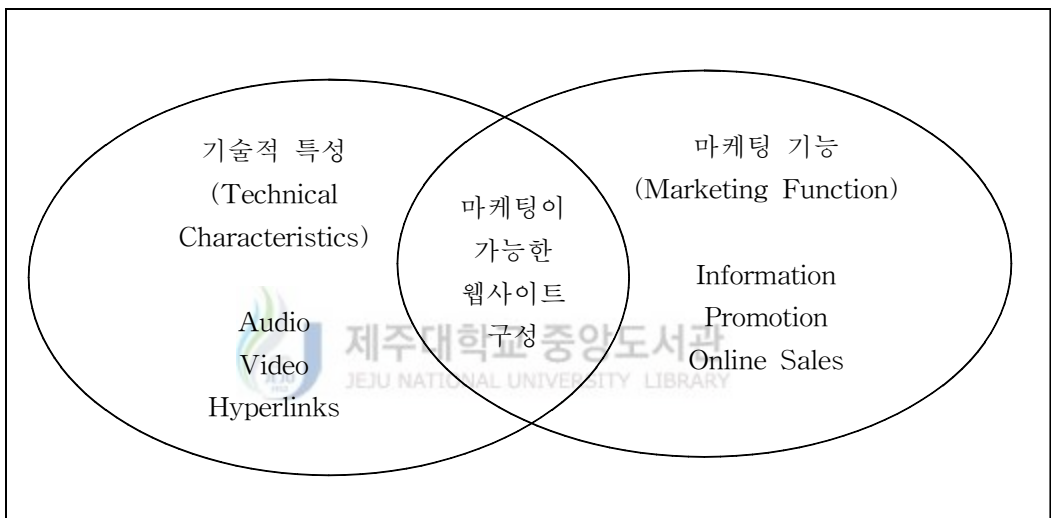 기술적 특성
(Technical
Characteristics)
Audio
Video
Hyperlinks
마케팅이
가능한
웹사이트
구성
마케팅 기능
(Marketing Function)
Information
Promotion
Online Sales
제주대학교 중앙도서관
JEJU NATIONAL UNIVERSITY LIBRARY
JEJU
1952